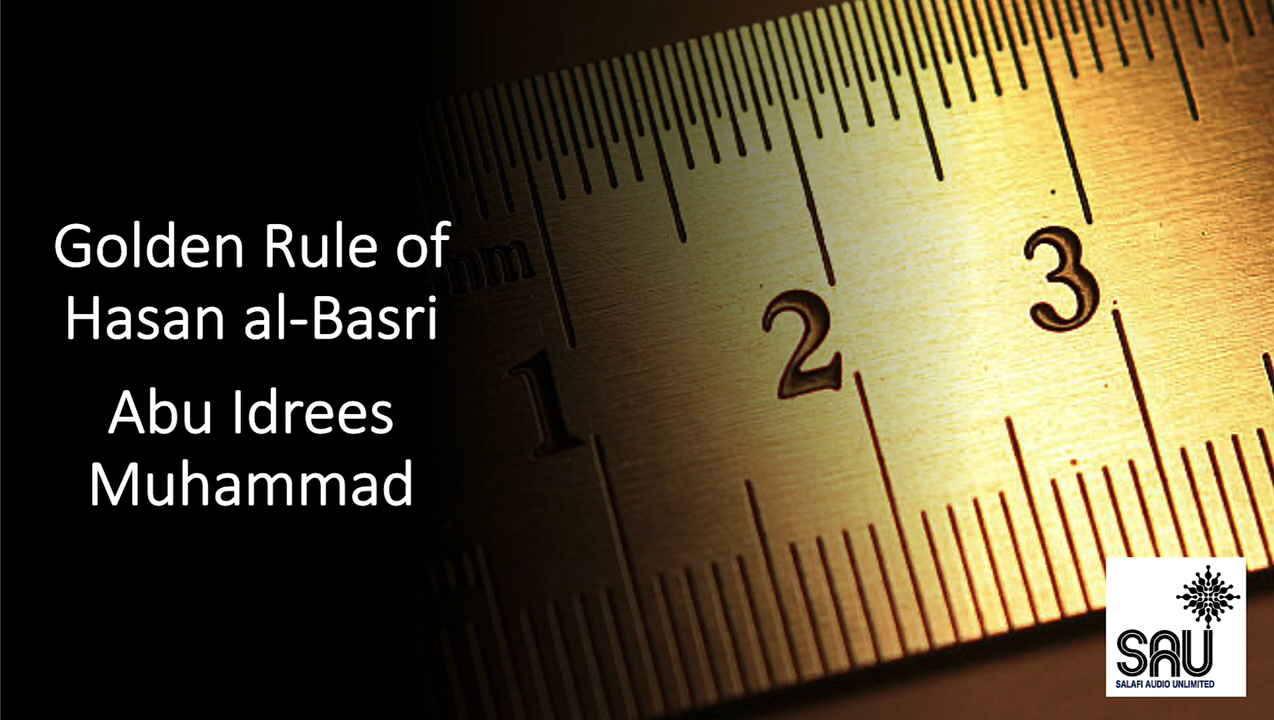 Golden Rule of
Hasan al-Basri
Abu Idrees
Muhammad
mm
1
2
3
SAU
SALAFI AUDIO UNLIMITED